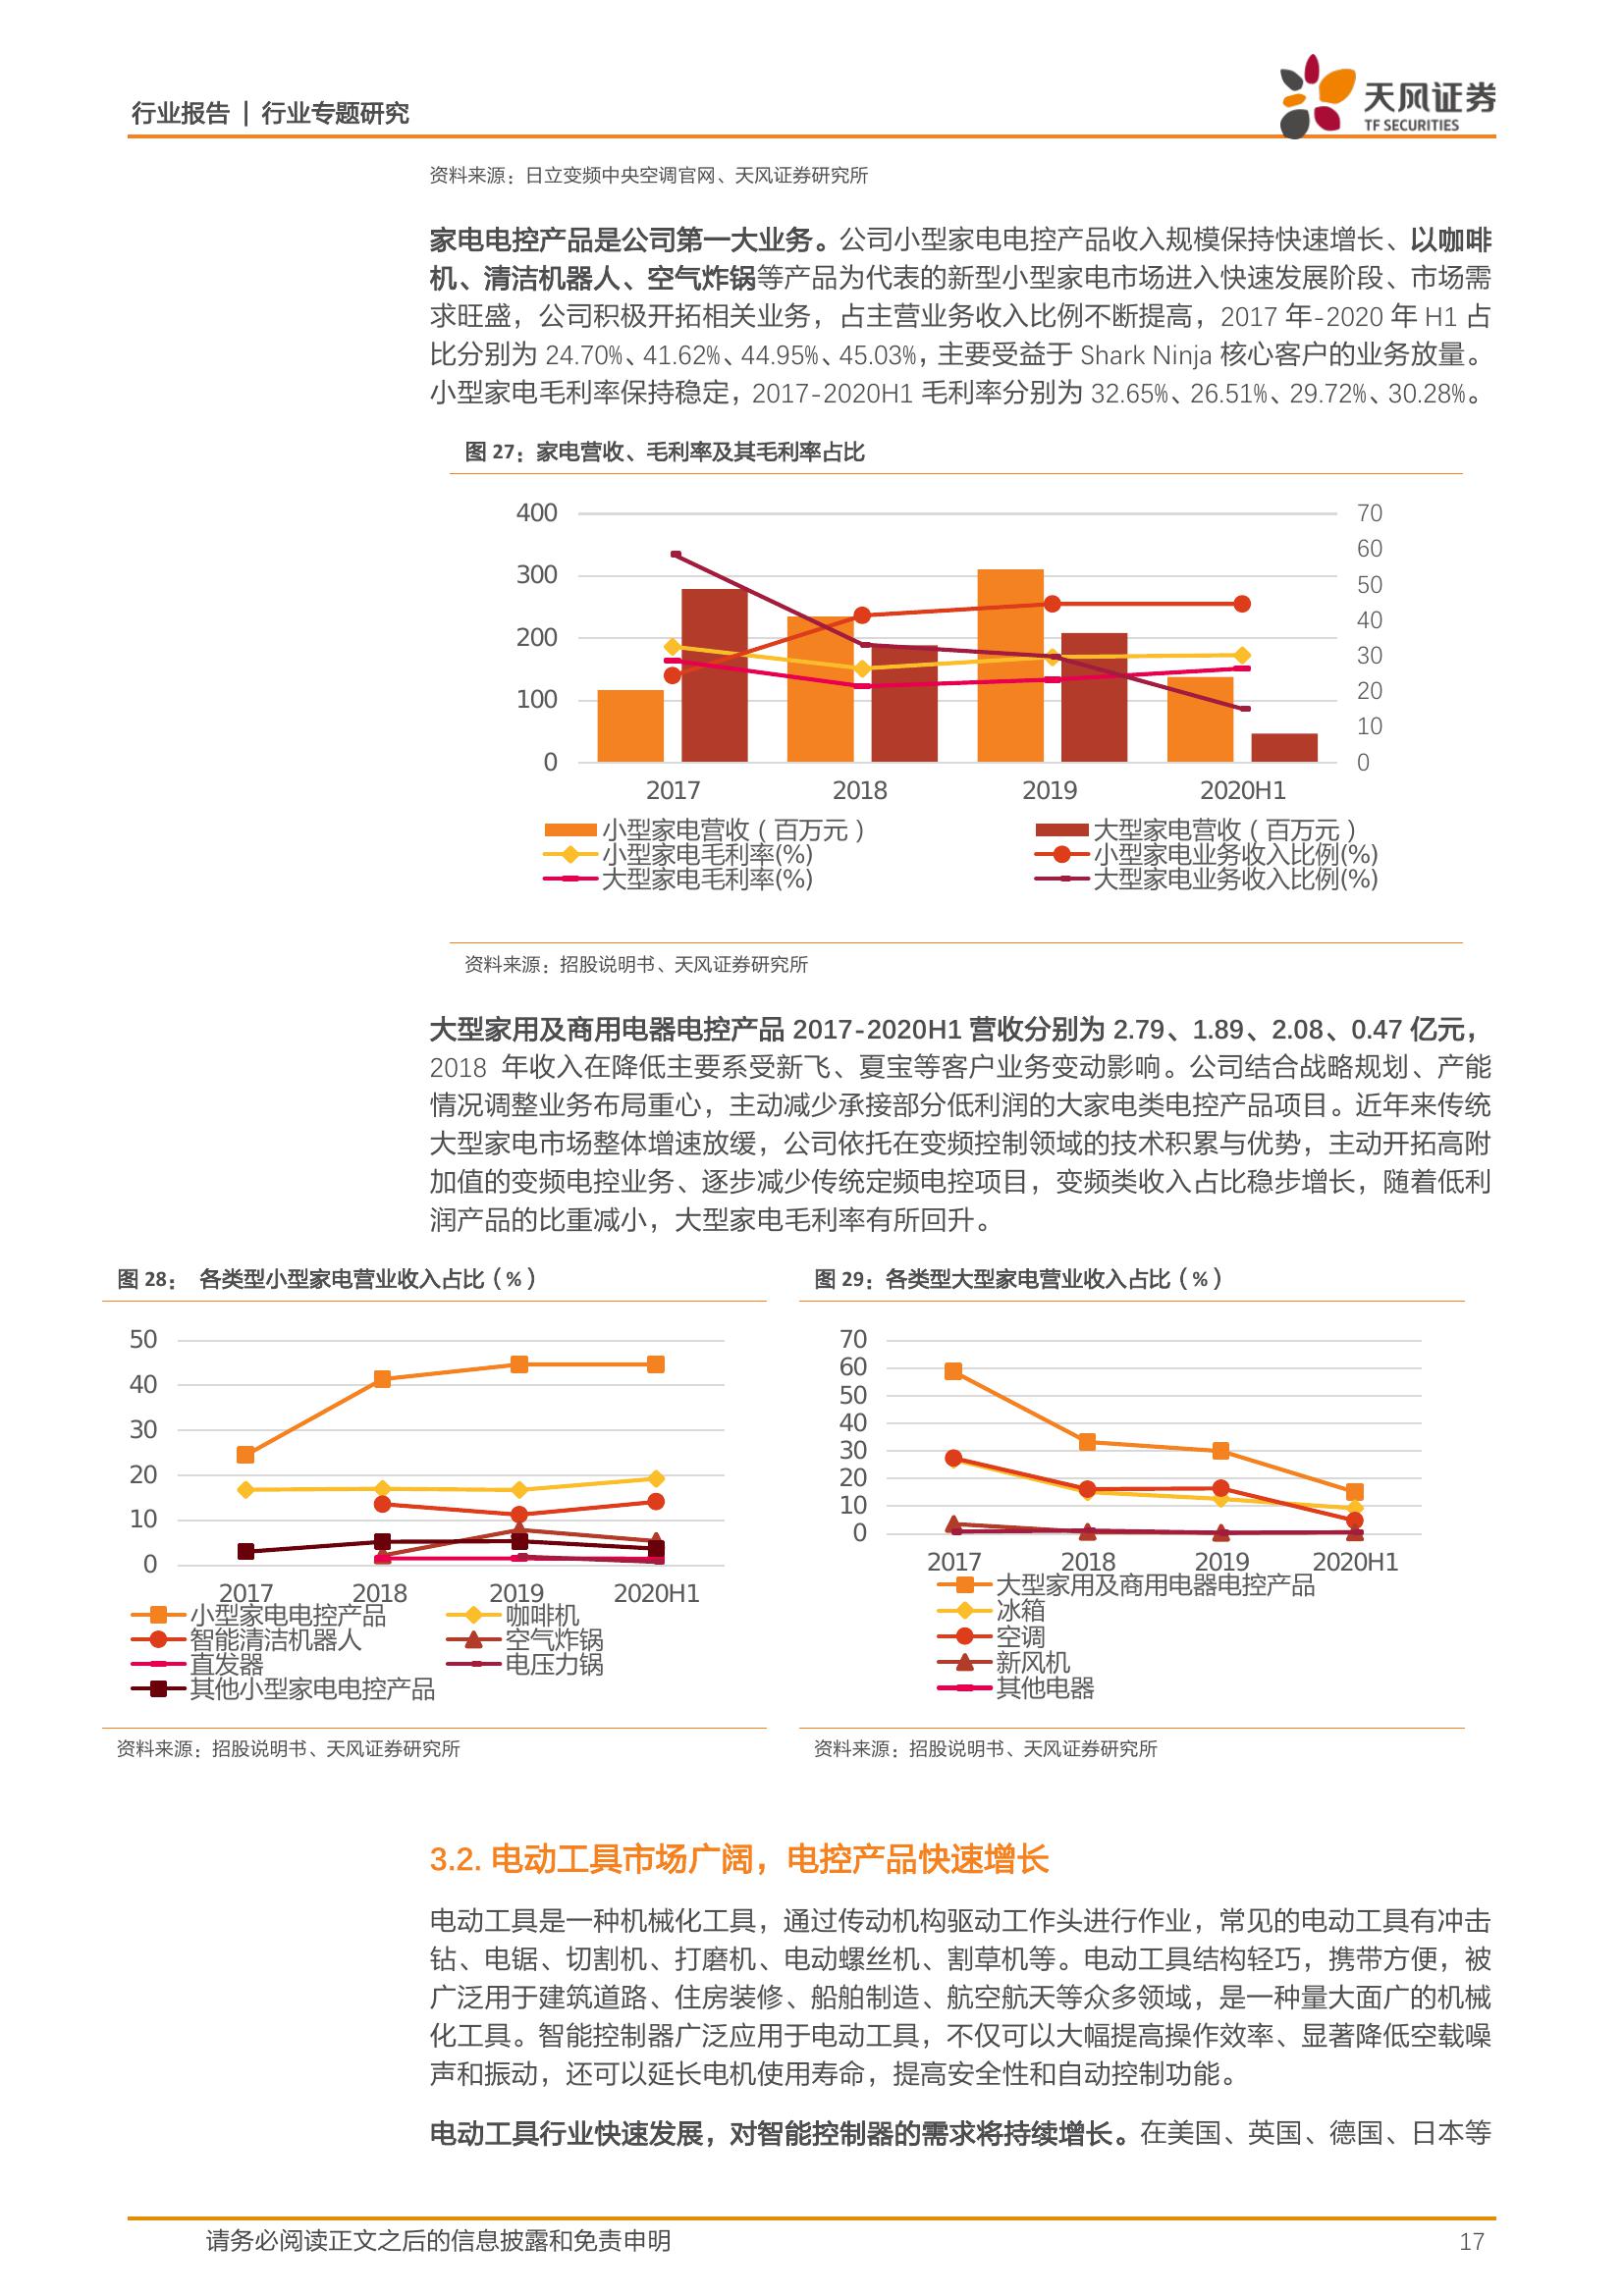 行业报告 | 行业专题研究
天风证券
TF SECURITIES
资料来源：日立变频中央空调官网、天风证券研究所
家电电控产品是公司第一大业务。公司小型家电电控产品收入规模保持快速增长、以咖啡
机、清洁机器人、空气炸锅等产品为代表的新型小型家电市场进入快速发展阶段、市场需
求旺盛，公司积极开拓相关业务，占主营业务收入比例不断提高，2017 年-2020 年 H1 占
比分别为 24.70%、41.62%、44.95%、45.03%，主要受益于 Shark Ninja 核心客户的业务放量。
小型家电毛利率保持稳定，2017-2020H1 毛利率分别为 32.65%、26.51%、29.72%、30.28%。
图 27：家电营收、毛利率及其毛利率占比
400
300
200
100
0
70
60
50
40
30
20
10
0
2017 2018 2019 2020H1
小型家电营收（百万元） 大型家电营收（百万元）
小型家电毛利率(%) 小型家电业务收入比例(%)
大型家电毛利率(%) 大型家电业务收入比例(%)
资料来源：招股说明书、天风证券研究所
大型家用及商用电器电控产品 2017-2020H1 营收分别为 2.79、1.89、2.08、0.47 亿元，
2018 年收入在降低主要系受新飞、夏宝等客户业务变动影响。公司结合战略规划、产能
情况调整业务布局重心，主动减少承接部分低利润的大家电类电控产品项目。近年来传统
大型家电市场整体增速放缓，公司依托在变频控制领域的技术积累与优势，主动开拓高附
加值的变频电控业务、逐步减少传统定频电控项目，变频类收入占比稳步增长，随着低利
润产品的比重减小，大型家电毛利率有所回升。
图 28： 各类型小型家电营业收入占比（%）
50
40
30
20
10
0
2017 2018 2019 2020H1
小型家电电控产品 咖啡机
智能清洁机器人 空气炸锅
直发器 电压力锅
其他小型家电电控产品
资料来源：招股说明书、天风证券研究所
图 29：各类型大型家电营业收入占比（%）
70
60
50
40
30
20
10
0
2017 2018 2019 2020H1
大型家用及商用电器电控产品
冰箱
空调
新风机
其他电器
资料来源：招股说明书、天风证券研究所
3.2. 电动工具市场广阔，电控产品快速增长
电动工具是一种机械化工具，通过传动机构驱动工作头进行作业，常见的电动工具有冲击
钻、电锯、切割机、打磨机、电动螺丝机、割草机等。电动工具结构轻巧，携带方便，被
广泛用于建筑道路、住房装修、船舶制造、航空航天等众多领域，是一种量大面广的机械
化工具。智能控制器广泛应用于电动工具，不仅可以大幅提高操作效率、显著降低空载噪
声和振动，还可以延长电机使用寿命，提高安全性和自动控制功能。
电动工具行业快速发展，对智能控制器的需求将持续增长。在美国、英国、德国、日本等
请务必阅读正文之后的信息披露和免责申明
17